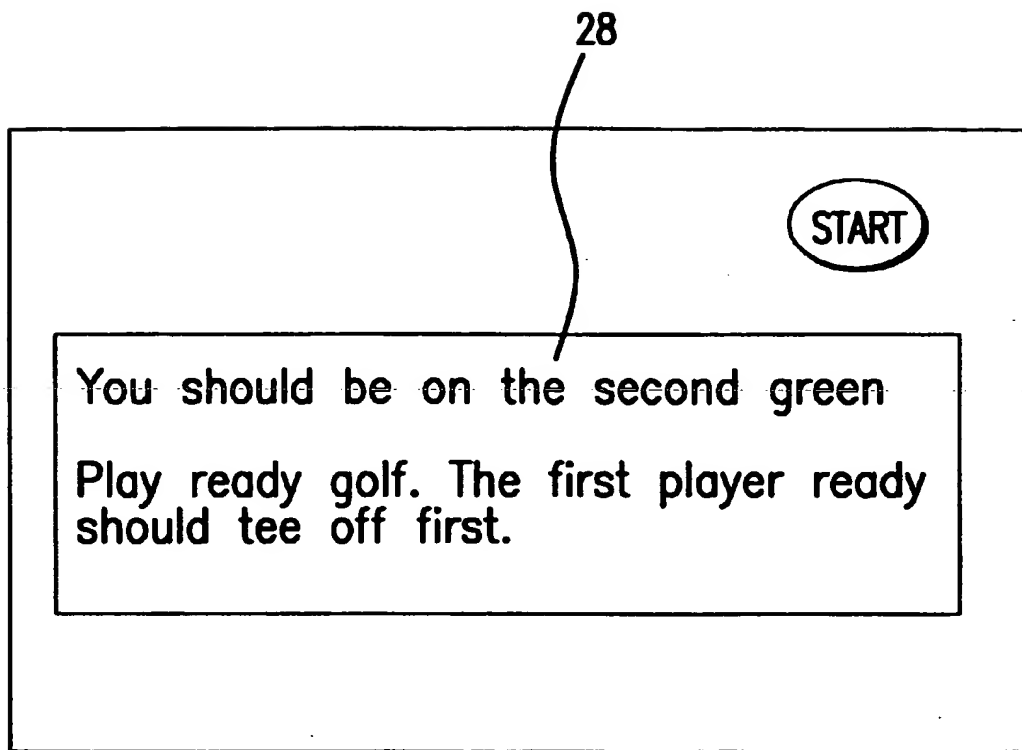 28
START
You should be on the second green
Play ready golf. The first player ready
should tee off first.